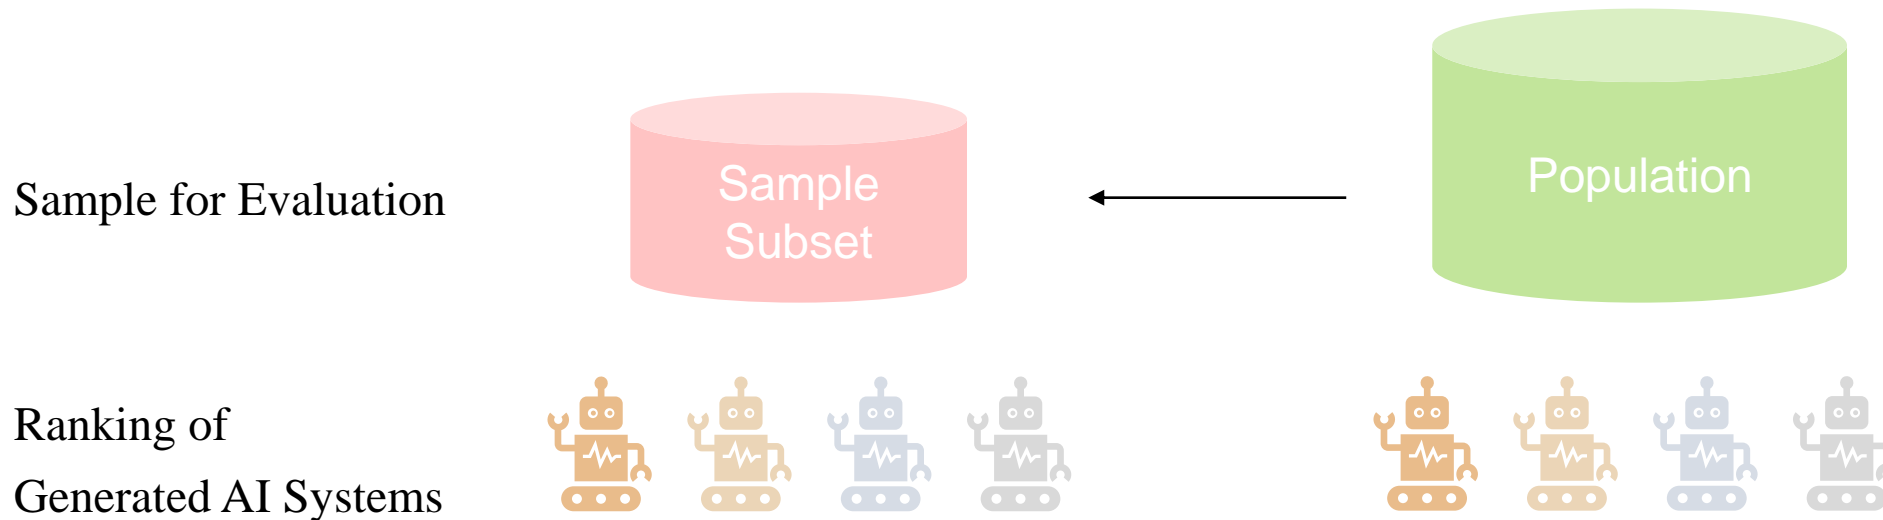 Sample for Evaluation
Sample
Subset
Population
Ranking of
Generated AI Systems